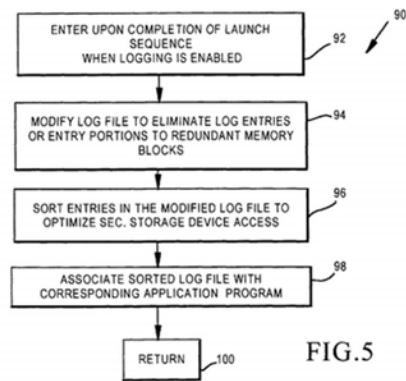 90
ENTER UPON COMPLETION OF LAUNCH
SEQUENCE
WHEN LOGGING IS ENABLED
92
MODIFY LOG FILE TO ELIMINATE LOG ENTRIES
OR ENTRY PORTIONS TO REDUNDANT MEMORY
BLOCKS
94
SORT ENTRIES IN THE MODIFIED LOG FILE TO
OPTIMIZE SEC. STORAGE DEVICE ACCESS
96
ASSOCIATE SORTED LOG FILE WITH
CORRESPONDING APPLICATION PROGRAM
98
RETURN
100
FIG.5